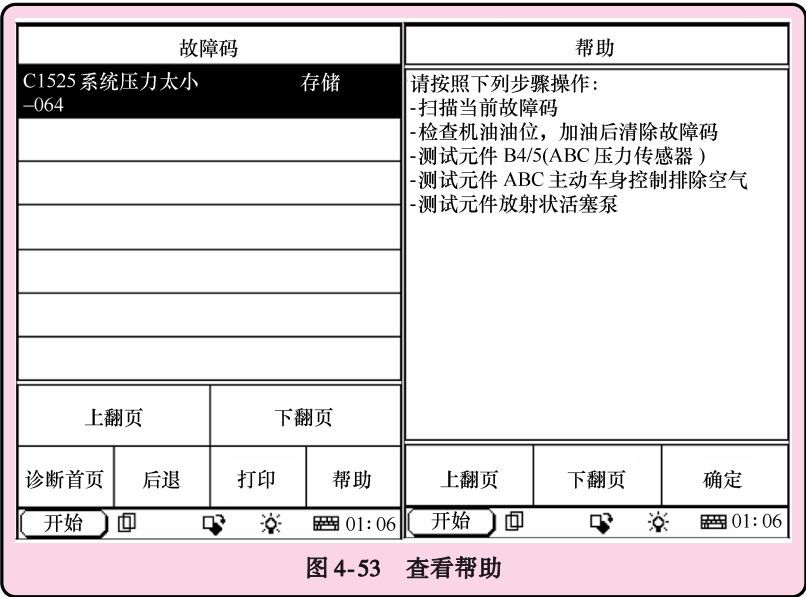 故障码
C1525 系统压力太小 存储
–064
上翻页 下翻页
诊断首页 后退 打印 帮助
开始 01:06
帮助
请按照下列步骤操作:
-扫描当前故障码
-检查机油油位，加油后清除故障码
-测试元件 B4/5(ABC 压力传感器 )
-测试元件 ABC 主动车身控制排除空气
-测试元件放射状活塞泵
上翻页 下翻页 确定
开始 01:06
图 4-53 查看帮助